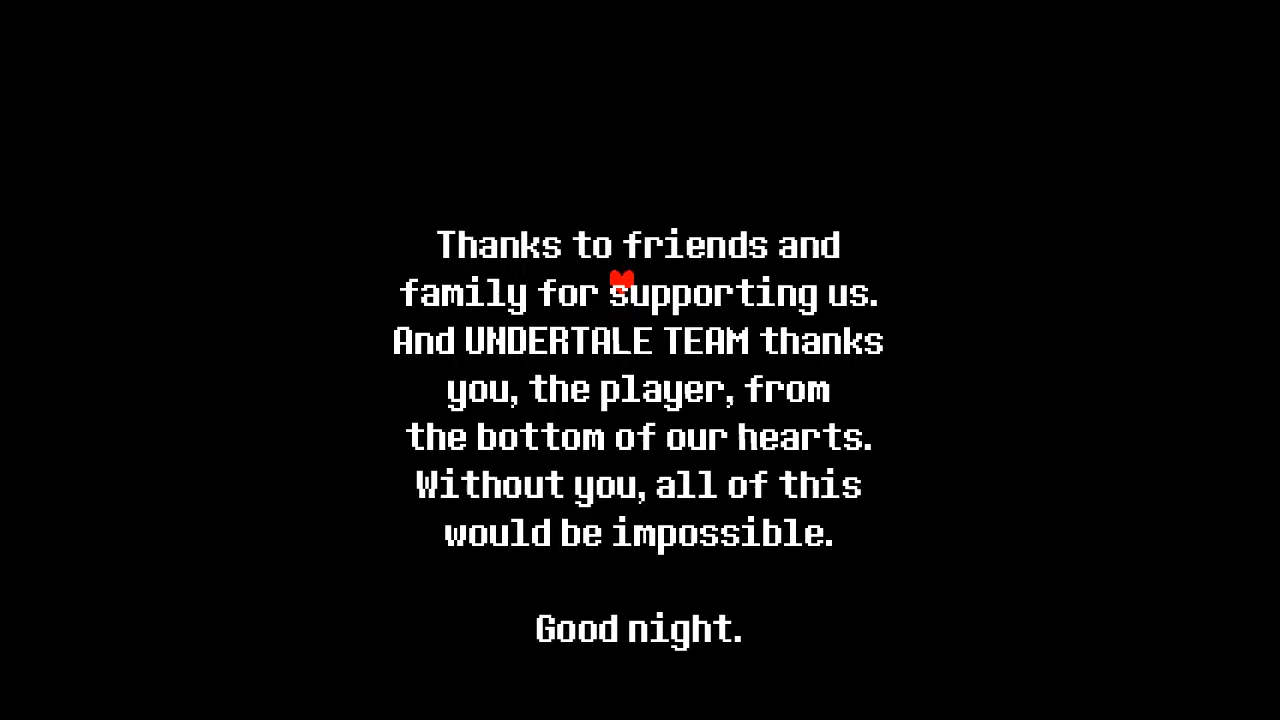 Thanks to friends and
family for supporting us.
And UNDERTALE TEAM thanks
you, the player, from
the bottom of our hearts.
Without you, all of this
would be impossible.
Good night.